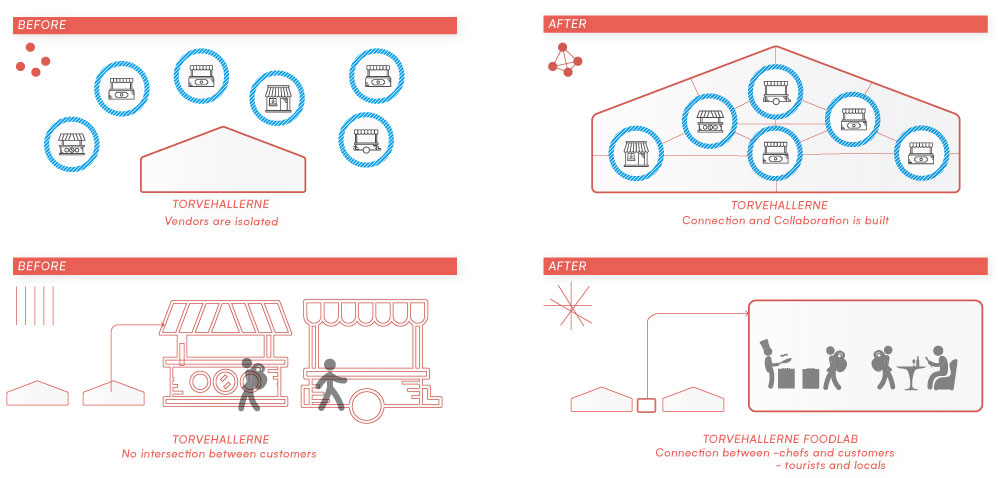 BEFORE
TORVEHALLERNE
Vendors are isolated
AFTER
TORVEHALLERNE
Connection and Collaboration is built
BEFORE
TORVEHALLERNE
No intersection between customers
AFTER
TORVEHALLERNE FOODLAB
Connection between -chefs and customers
- tourists and locals